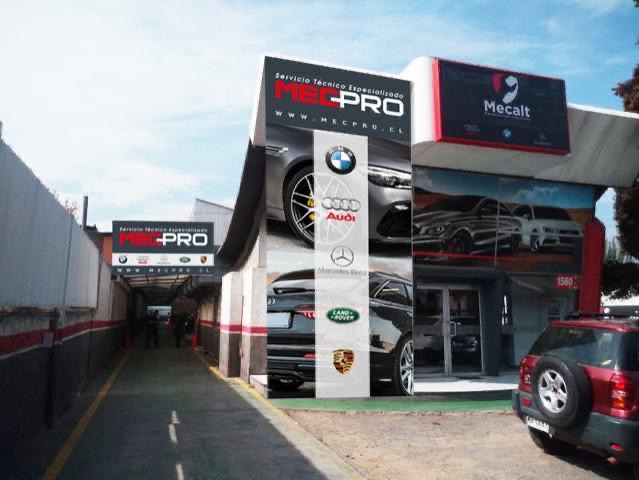 Servicio Técnico Especializado
MECPRO
WWW.MECPRO.CL
BMW
Audi
Mercedes-Benz
LAND
ROVER
Servicio Técnico Especializado
MECPRO
Audi
WWW.MECPRO.CL
Mecalt
1560